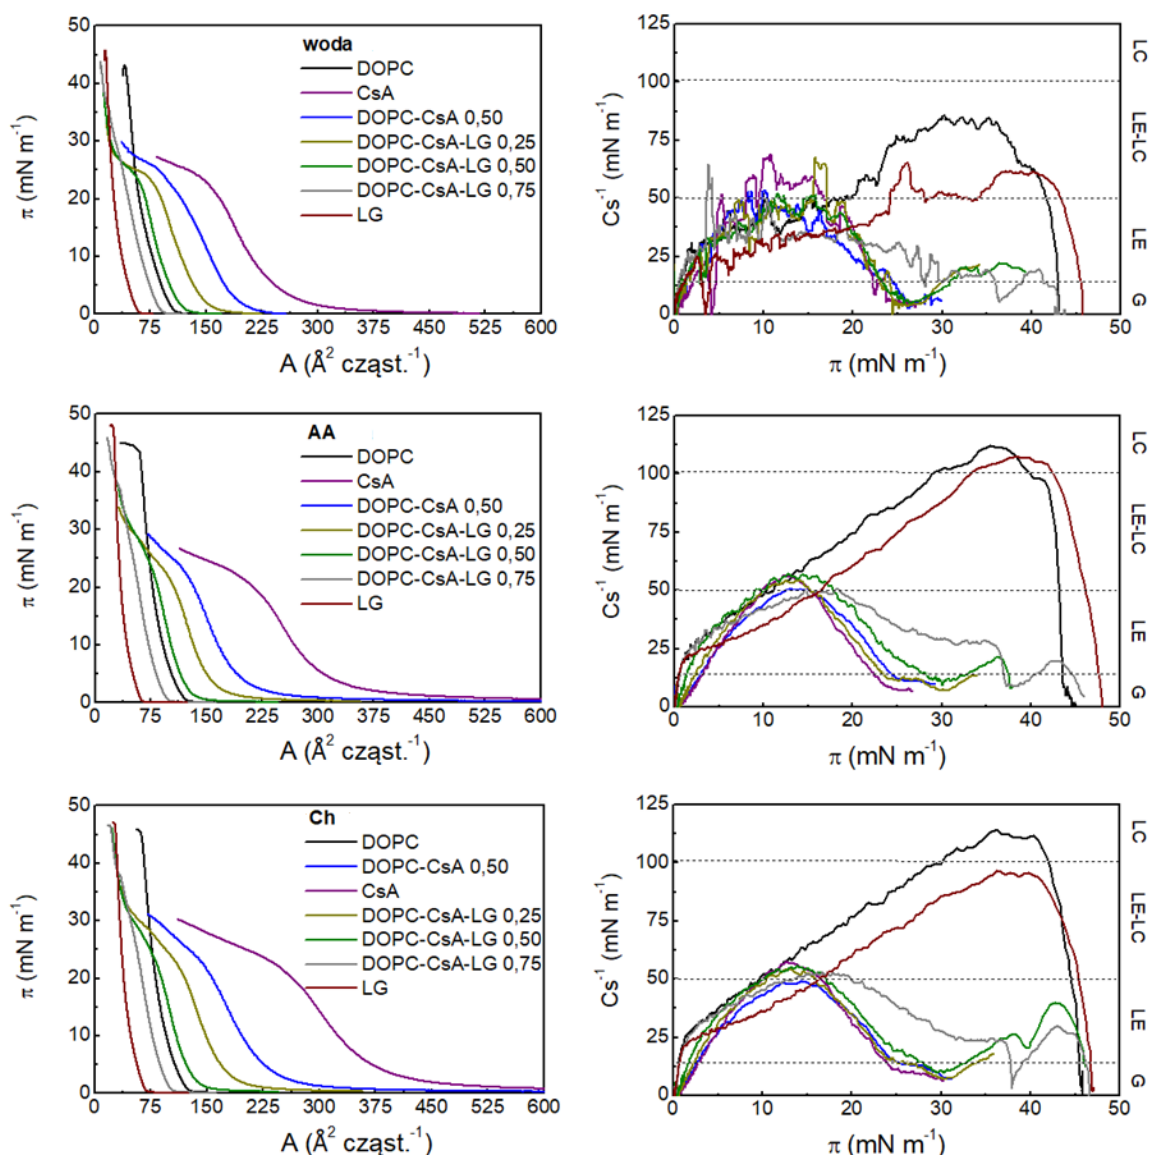 50
40
30
20
10
0
π (mN m⁻¹)
woda
DOPC
CsA
DOPC-CsA 0,50
DOPC-CsA-LG 0,25
DOPC-CsA-LG 0,50
DOPC-CsA-LG 0,75
LG
0 75 150 225 300 375 450 525 600
A (Å² cząst.⁻¹)
125
100
75
50
25
0
Cs⁻¹ (mN m⁻¹)
LC
LE-LC
LE
G
0 10 20 30 40 50
π (mN m⁻¹)
50
40
30
20
10
0
π (mN m⁻¹)
AA
DOPC
CsA
DOPC-CsA 0,50
DOPC-CsA-LG 0,25
DOPC-CsA-LG 0,50
DOPC-CsA-LG 0,75
LG
0 75 150 225 300 375 450 525 600
A (Å² cząst.⁻¹)
125
100
75
50
25
0
Cs⁻¹ (mN m⁻¹)
LC
LE-LC
LE
G
0 10 20 30 40 50
π (mN m⁻¹)
50
40
30
20
10
0
π (mN m⁻¹)
Ch
DOPC
DOPC-CsA 0,50
CsA
DOPC-CsA-LG 0,25
DOPC-CsA-LG 0,50
DOPC-CsA-LG 0,75
LG
0 75 150 225 300 375 450 525 600
A (Å² cząst.⁻¹)
125
100
75
50
25
0
Cs⁻¹ (mN m⁻¹)
LC
LE-LC
LE
G
0 10 20 30 40 50
π (mN m⁻¹)